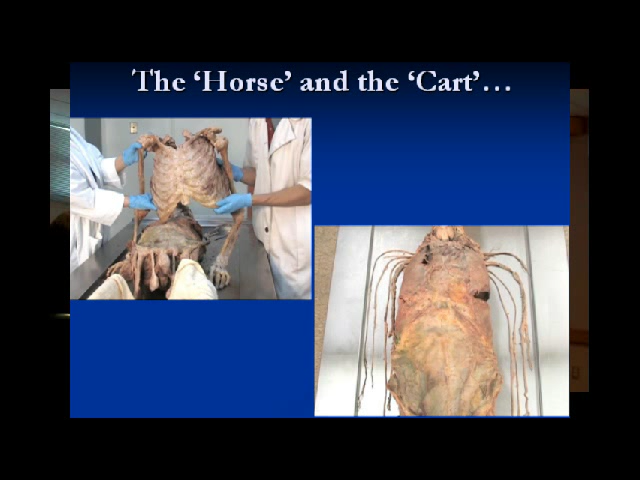 The ‘Horse’ and the ‘Cart’…